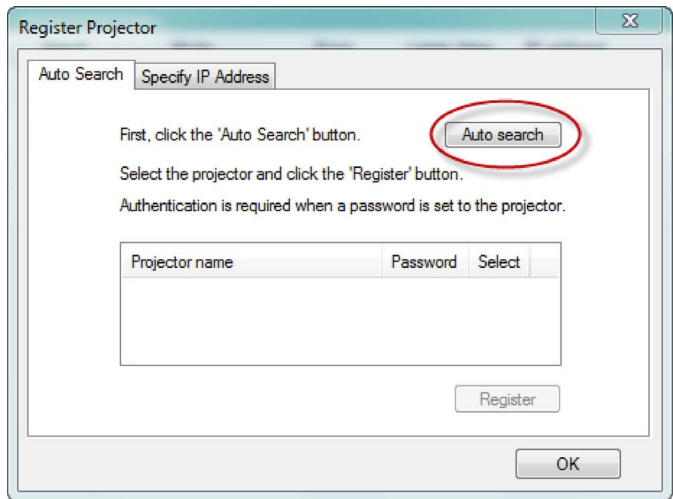 Register Projector
Auto Search
Specify IP Address
First, click the 'Auto Search' button.
Auto search
Select the projector and click the 'Register' button.
Authentication is required when a password is set to the projector.
Projector name
Password
Select
Register
OK